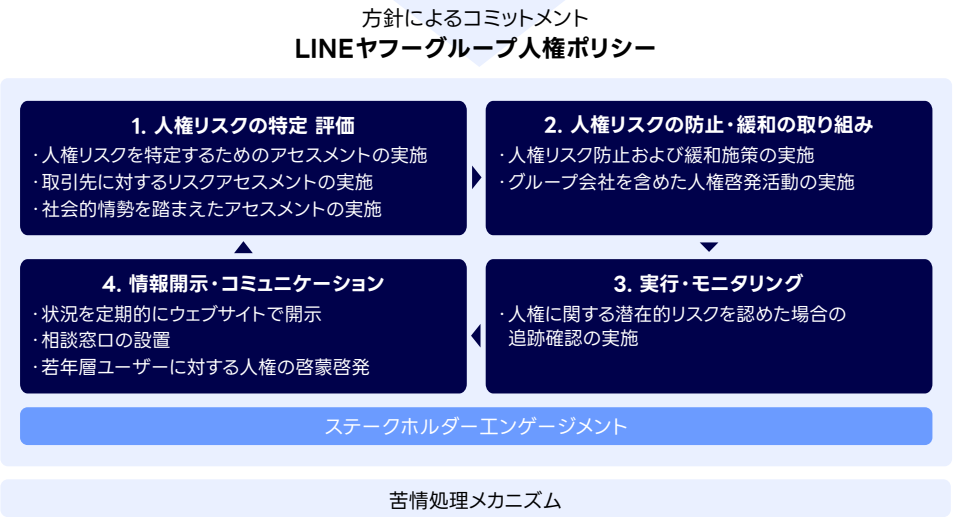 方針によるコミットメント
LINEヤフーグループ人権ポリシー
1. 人権リスクの特定 評価
・人権リスクを特定するためのアセスメントの実施
・取引先に対するリスクアセスメントの実施
・社会的情勢を踏まえたアセスメントの実施
2. 人権リスクの防止・緩和の取り組み
・人権リスク防止および緩和施策の実施
・グループ会社を含めた人権啓発活動の実施
3. 実行・モニタリング
・人権に関する潜在的リスクを認めた場合の
追跡確認の実施
4. 情報開示・コミュニケーション
・状況を定期的にウェブサイトで開示
・相談窓口の設置
・若年層ユーザーに対する人権の啓蒙啓発
ステークホルダーエンゲージメント
苦情処理メカニズム